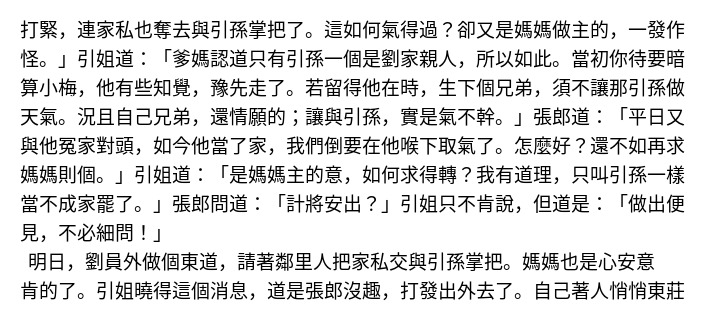 打緊，連家私也奪去與引孫掌把了。這如何氣得過？卻又是媽媽做主的，一發作
怪。」引姐道：「爹媽認道只有引孫一個是劉家親人，所以如此。當初你待要暗
算小梅，他有些知覺，豫先走了。若留得他在時，生下個兄弟，須不讓那引孫做
天氣。況且自己兄弟，還情願的；讓與引孫，實是氣不幹。」張郎道：「平日又
與他冤家對頭，如今他當了家，我們倒要在他喉下取氣了。怎麼好？還不如再求
媽媽則個。」引姐道：「是媽媽主的意，如何求得轉？我有道理，只叫引孫一樣
當不成家罷了。」張郎問道：「計將安出？」引姐只不肯說，但道是：「做出便
見，不必細問！」
明日，劉員外做個東道，請著鄰里人把家私交與引孫掌把。媽媽也是心安意
肯的了。引姐曉得這個消息，道是張郎沒趣，打發出外去了。自己著人悄悄東莊